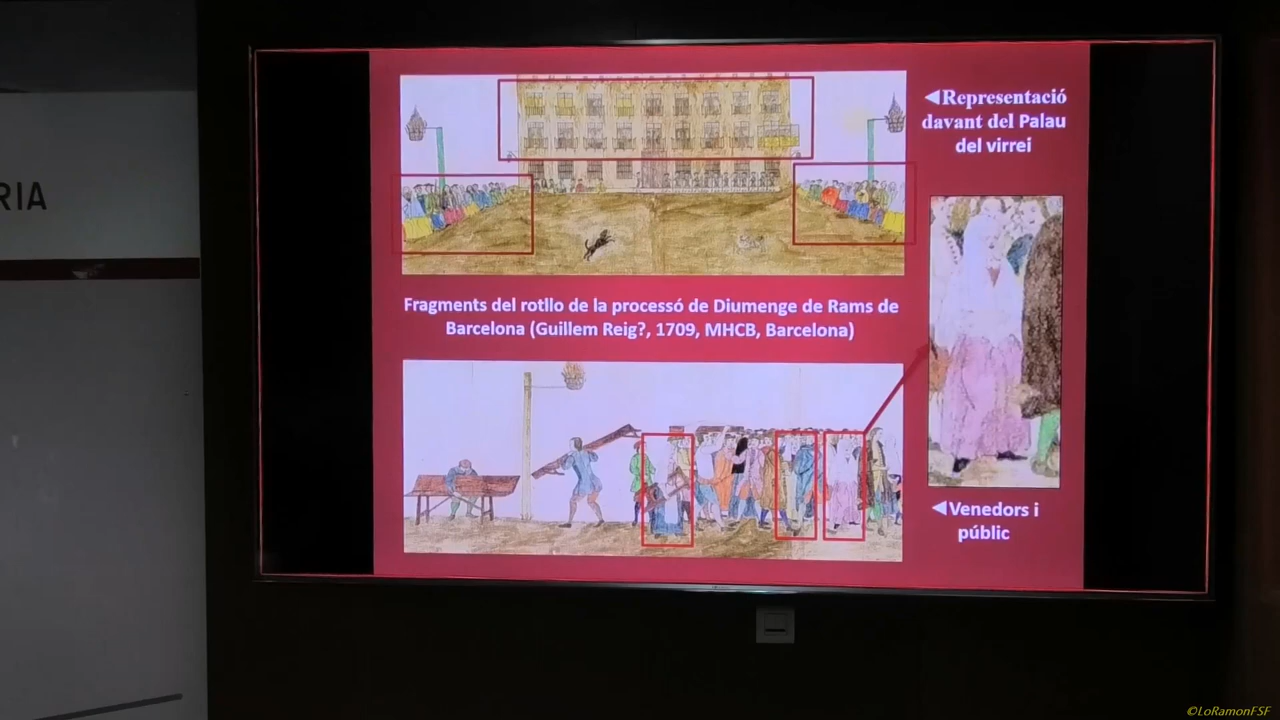 RIA
◄Representació
davant del Palau
del virrei
Fragments del rotllo de la processó de Diumenge de Rams de
Barcelona (Guillem Reig?, 1709, MHCB, Barcelona)
◄Venedors i
públic
©LoRamonFSF